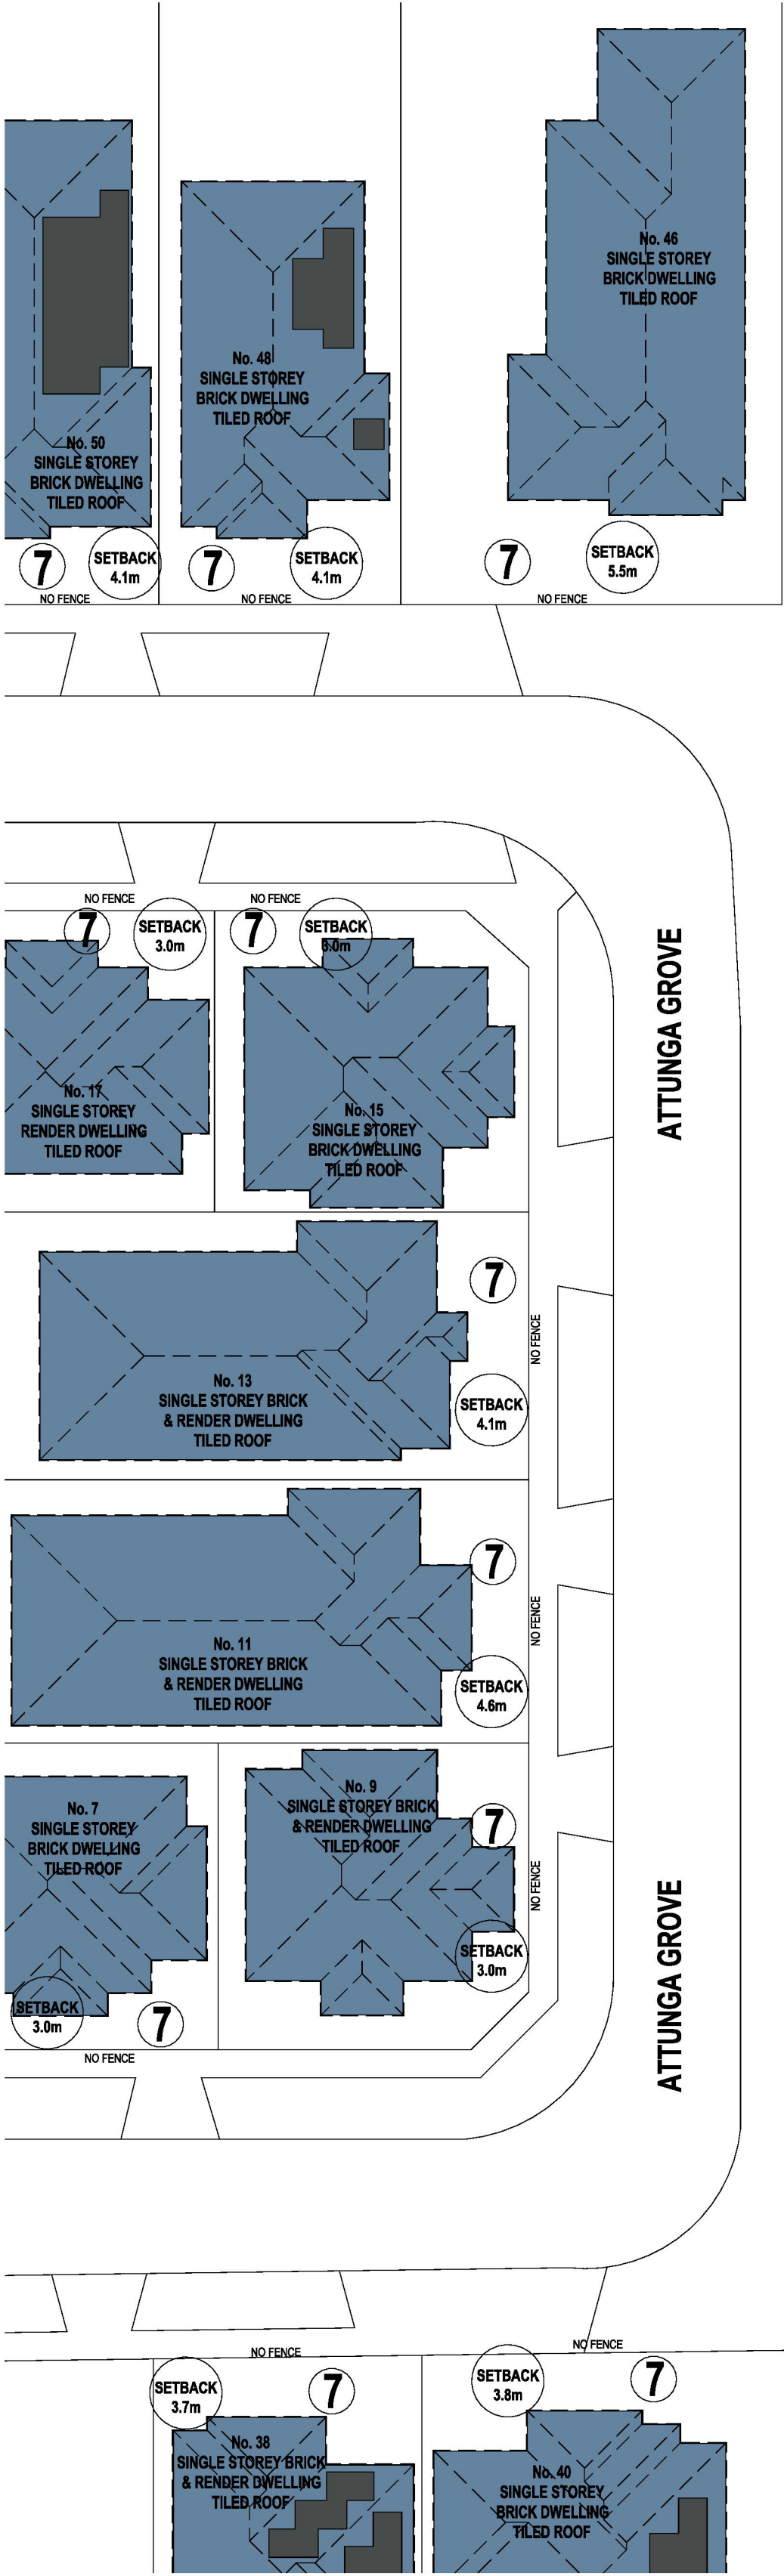 No. 46
SINGLE STOREY
BRICK DWELLING
TILED ROOF
No. 48
SINGLE STOREY
BRICK DWELLING
TILED ROOF
No. 50
SINGLE STOREY
BRICK DWELLING
TILED ROOF
7
SETBACK
4.1m
7
SETBACK
4.1m
7
SETBACK
5.5m
NO FENCE
NO FENCE
NO FENCE
NO FENCE
NO FENCE
7
SETBACK
3.0m
7
SETBACK
3.0m
ATTUNGA GROVE
No. 17
SINGLE STOREY
RENDER DWELLING
TILED ROOF
No. 15
SINGLE STOREY
BRICK DWELLING
TILED ROOF
7
NO FENCE
No. 13
SINGLE STOREY BRICK
& RENDER DWELLING
TILED ROOF
SETBACK
4.1m
7
NO FENCE
No. 11
SINGLE STOREY BRICK
& RENDER DWELLING
TILED ROOF
SETBACK
4.6m
No. 9
SINGLE STOREY BRICK
& RENDER DWELLING
TILED ROOF
7
No. 7
SINGLE STOREY
BRICK DWELLING
TILED ROOF
NO FENCE
ATTUNGA GROVE
SETBACK
3.0m
SETBACK
3.0m
7
NO FENCE
NO FENCE
NO FENCE
SETBACK
3.7m
7
SETBACK
3.8m
7
No. 38
SINGLE STOREY BRICK
& RENDER DWELLING
TILED ROOF
No. 40
SINGLE STOREY
BRICK DWELLING
TILED ROOF